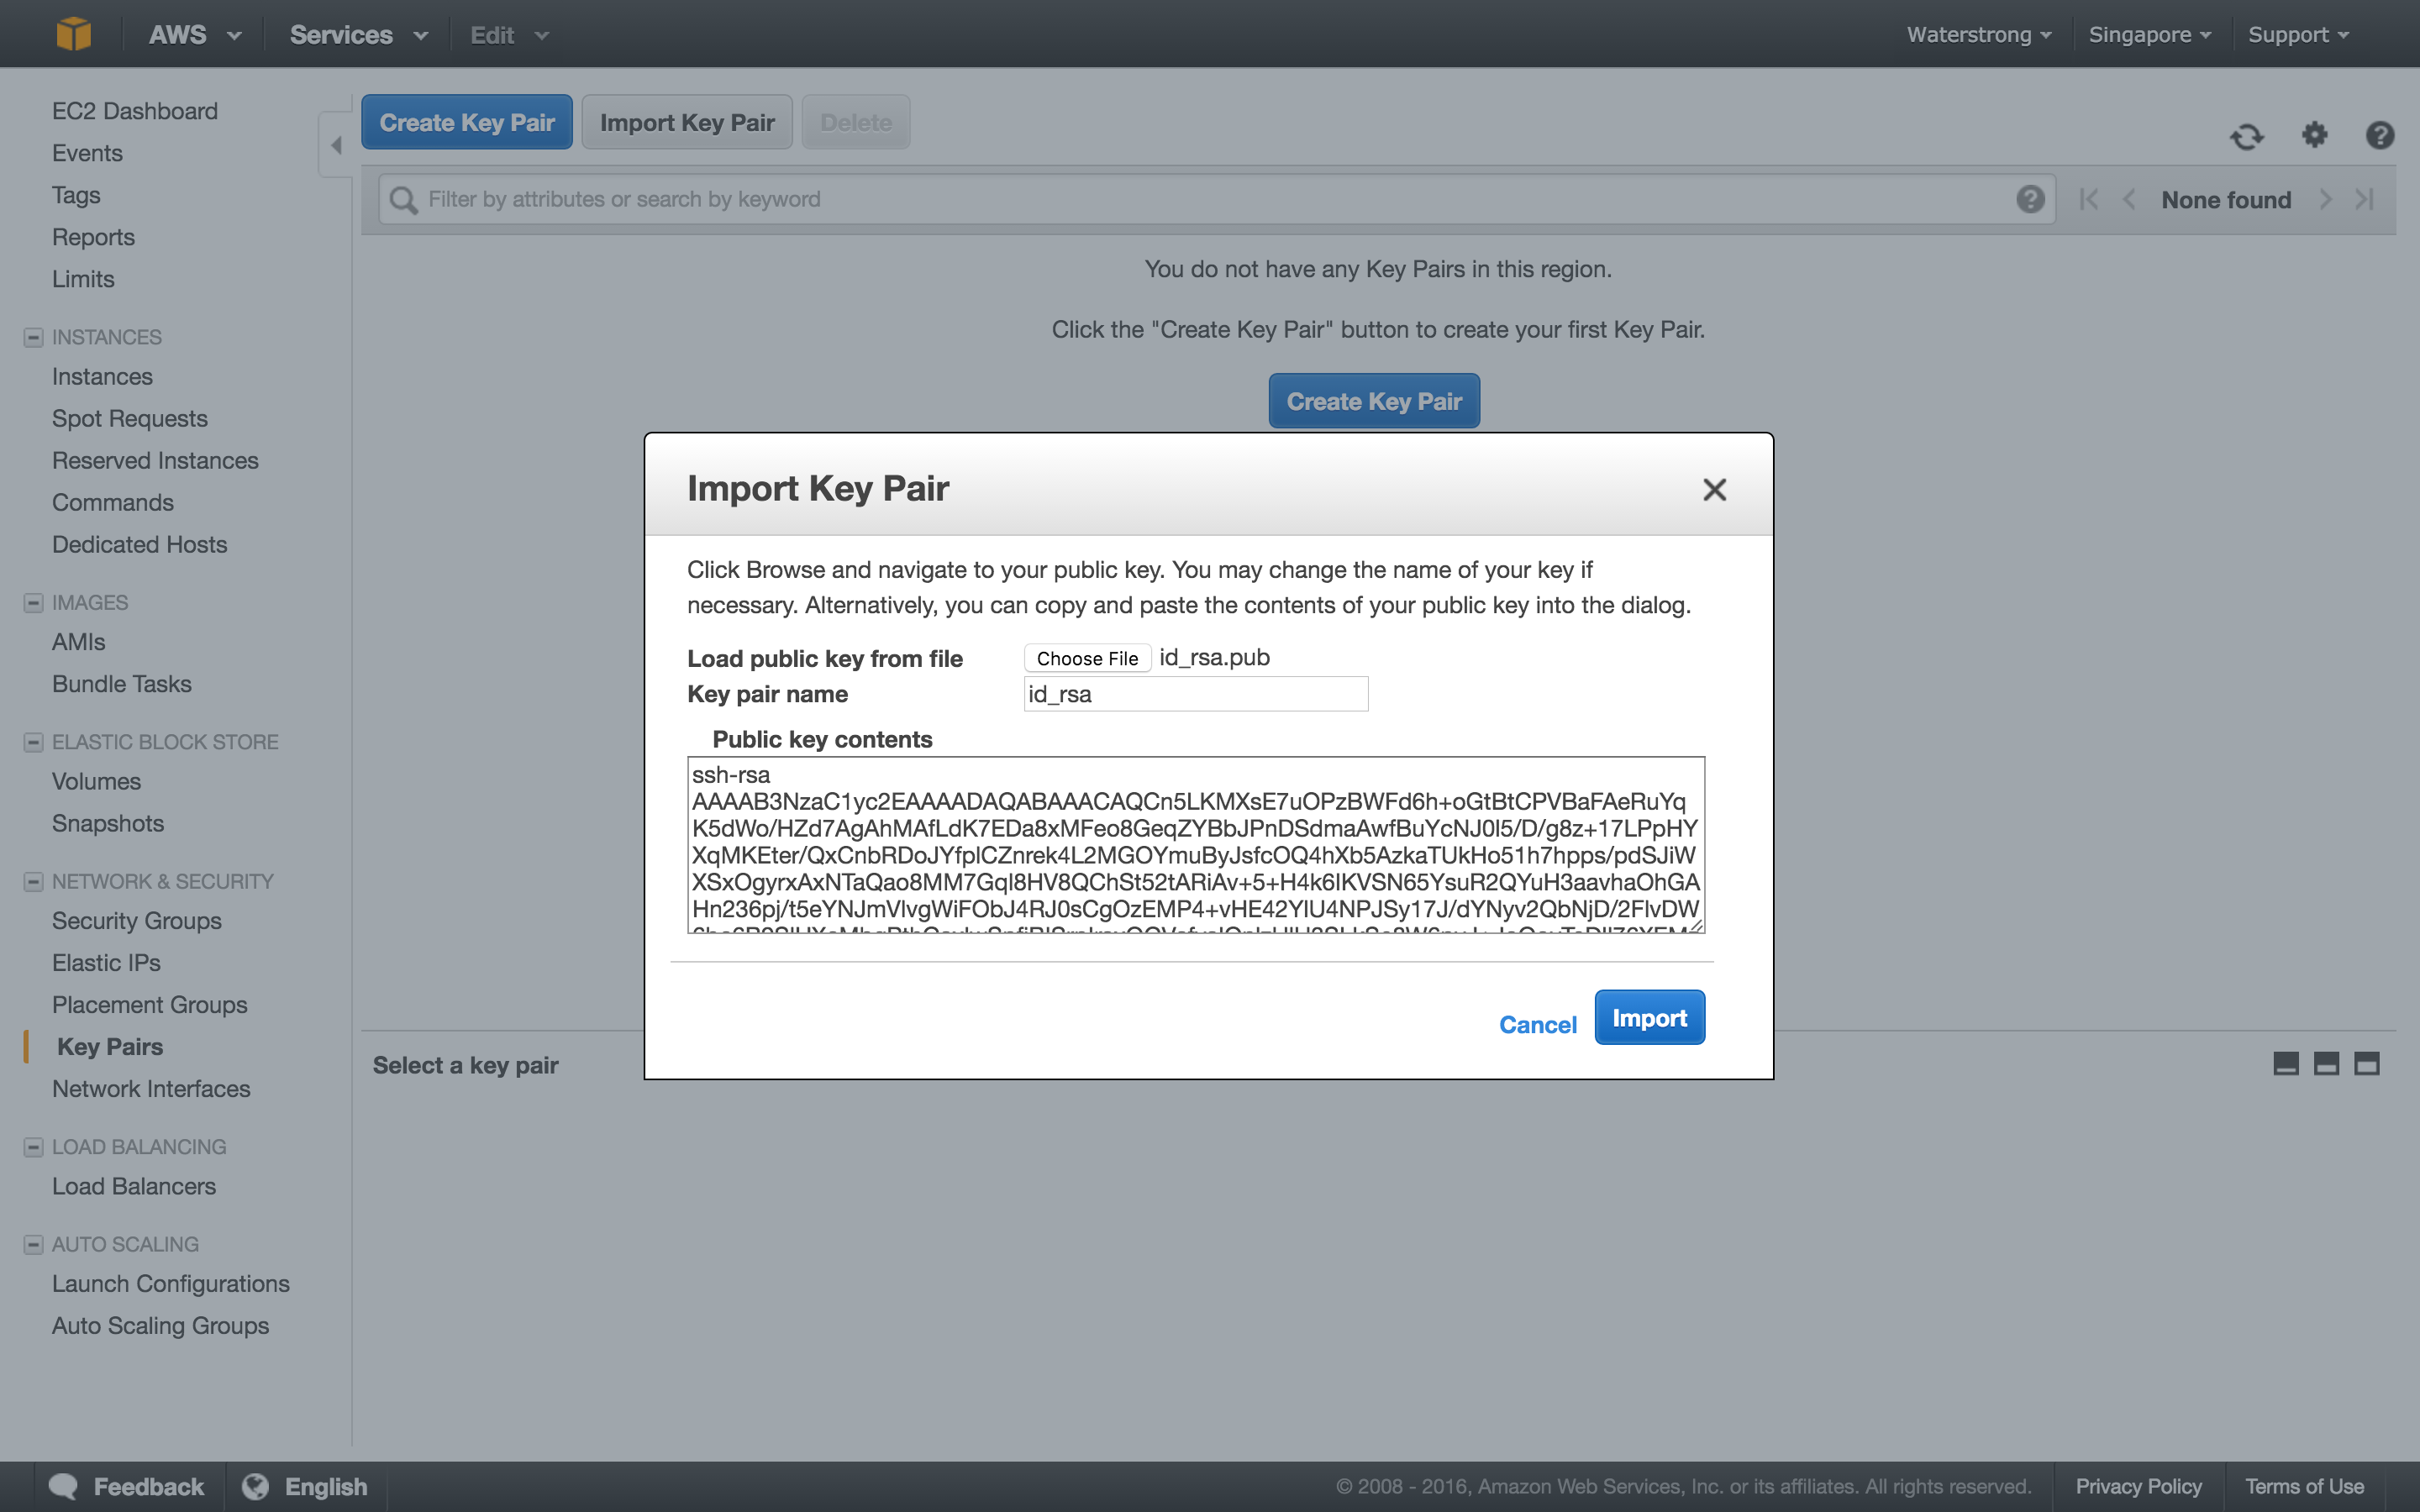 AWS Services Edit Waterstrong Singapore Support
EC2 Dashboard
Events
Tags
Reports
Limits
INSTANCES
Instances
Spot Requests
Reserved Instances
Commands
Dedicated Hosts
IMAGES
AMIs
Bundle Tasks
ELASTIC BLOCK STORE
Volumes
Snapshots
NETWORK & SECURITY
Security Groups
Elastic IPs
Placement Groups
Key Pairs
Network Interfaces
LOAD BALANCING
Load Balancers
AUTO SCALING
Launch Configurations
Auto Scaling Groups
Create Key Pair Import Key Pair Delete
Filter by attributes or search by keyword
None found
You do not have any Key Pairs in this region.
Click the "Create Key Pair" button to create your first Key Pair.
Create Key Pair
Import Key Pair
Click Browse and navigate to your public key. You may change the name of your key if
necessary. Alternatively, you can copy and paste the contents of your public key into the dialog.
Load public key from file Choose File id_rsa.pub
Key pair name id_rsa
Public key contents
ssh-rsa
AAAAB3NzaC1yc2EAAAADAQABAAACAQCn5LKMXsE7uOPzBWFd6h+oGtBtCPVBaFAeRuYq
K5dWo/HZd7AgAhMAfLdK7EDa8xMFeo8GeqZYBbJPnDSdmaAwfBuYcNJ0l5/D/g8z+17LPpHY
XqMKEter/QxCnbRDoJYfplCZnrek4L2MGOYmuByJsfcOQ4hXb5AzkaTUkHo51h7hpps/pdSJiW
XSxOgyrxAxNTaQao8MM7Gql8HV8QChSt52tARiAv+5+H4k6IKVSN65YsuR2QYuH3aavhaOhGA
Hn236pj/t5eYNJmVlvgWiFObJ4RJ0sCgOzEMP4+vHE42YlU4NPJSy17J/dYNyv2QbNjD/2FlvDW
Cancel Import
Select a key pair
Feedback English © 2008 - 2016, Amazon Web Services, Inc. or its affiliates. All rights reserved. Privacy Policy Terms of Use